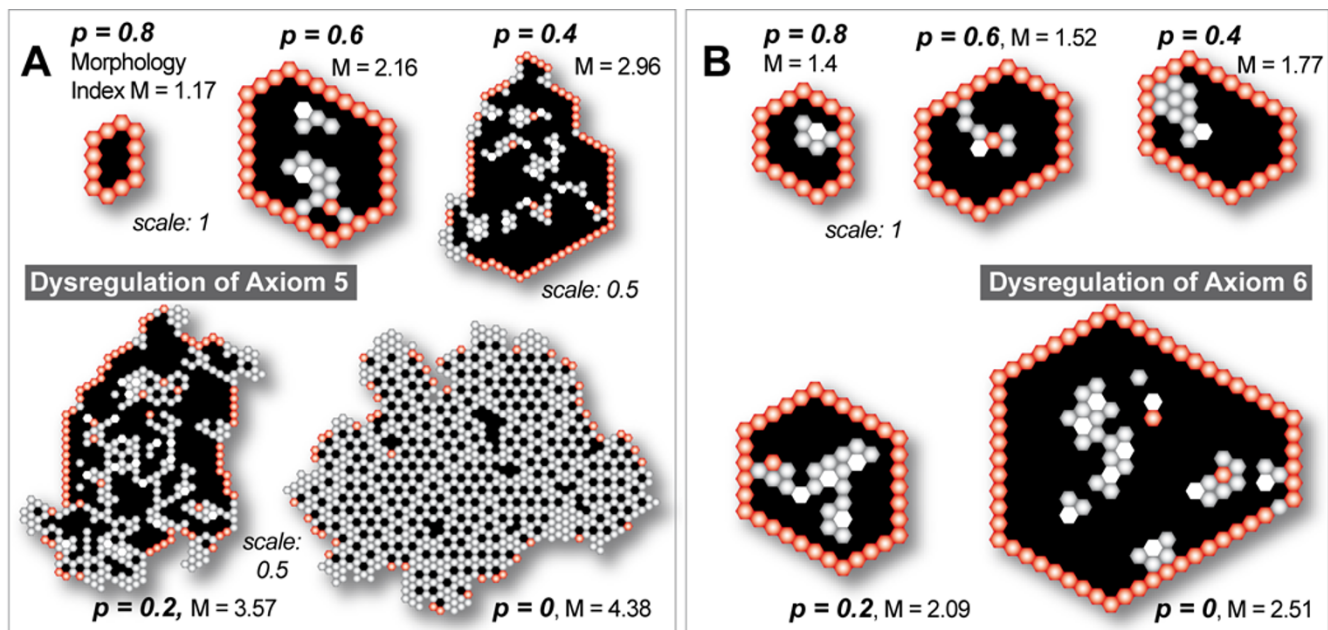 A
p = 0.8
Morphology
Index M = 1.17
p = 0.6
M = 2.16
p = 0.4
M = 2.96
scale: 1
scale: 0.5
Dysregulation of Axiom 5
scale:
0.5
p = 0.2, M = 3.57
p = 0, M = 4.38
B
p = 0.8
M = 1.4
p = 0.6, M = 1.52
p = 0.4
M = 1.77
scale: 1
Dysregulation of Axiom 6
p = 0.2, M = 2.09
p = 0, M = 2.51